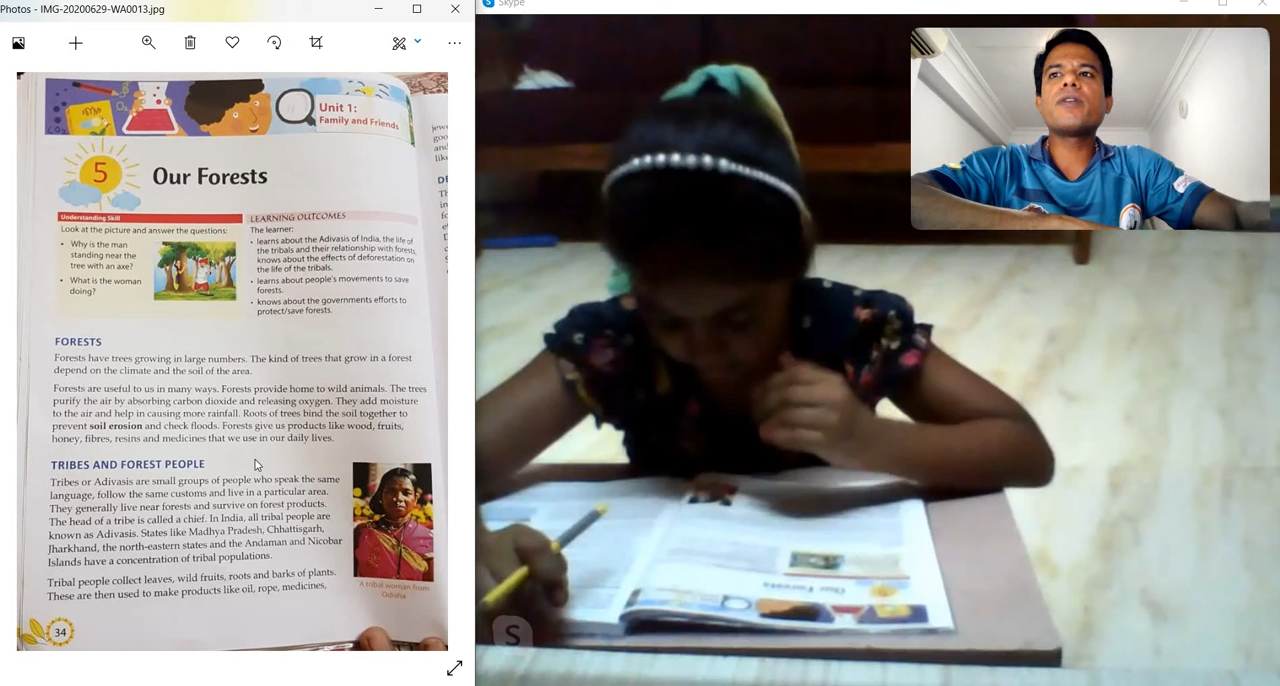 Photos - IMG-20200629-WA0013.jpg
Skype
Unit 1:
Family and Friends
5
Our Forests
Understanding Skill
Look at the picture and answer the questions:
• Why is the man
standing near the
tree with an axe?
• What is the woman
doing?
LEARNING OUTCOMES
The learner:
• learns about the Adivasis of India, the life of
the tribals and their relationship with forests,
knows about the effects of deforestation on
the life of the tribals.
• learns about people's movements to save
forests.
• knows about the governments efforts to
protect/save forests.
FORESTS
Forests have trees growing in large numbers. The kind of trees that grow in a forest
depend on the climate and the soil of the area.
Forests are useful to us in many ways. Forests provide home to wild animals. The trees
purify the air by absorbing carbon dioxide and releasing oxygen. They add moisture
to the air and help in causing more rainfall. Roots of trees bind the soil together to
prevent soil erosion and check floods. Forests give us products like wood, fruits,
honey, fibres, resins and medicines that we use in our daily lives.
TRIBES AND FOREST PEOPLE
Tribes or Adivasis are small groups of people who speak the same
language, follow the same customs and live in a particular area.
They generally live near forests and survive on forest products.
The head of a tribe is called a chief. In India, all tribal people are
known as Adivasis. States like Madhya Pradesh, Chhattisgarh,
Jharkhand, the north-eastern states and the Andaman and Nicobar
Islands have a concentration of tribal populations.
Tribal people collect leaves, wild fruits, roots and barks of plants.
These are then used to make products like oil, rope, medicines,
A tribal woman from
Odisha
34
Our Forests